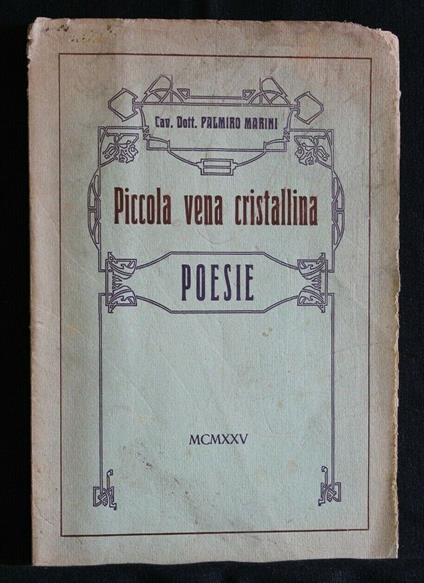 Cav. Dott. PALMIRO MARINI
Piccola vena cristallina
POESIE
MCMXXV